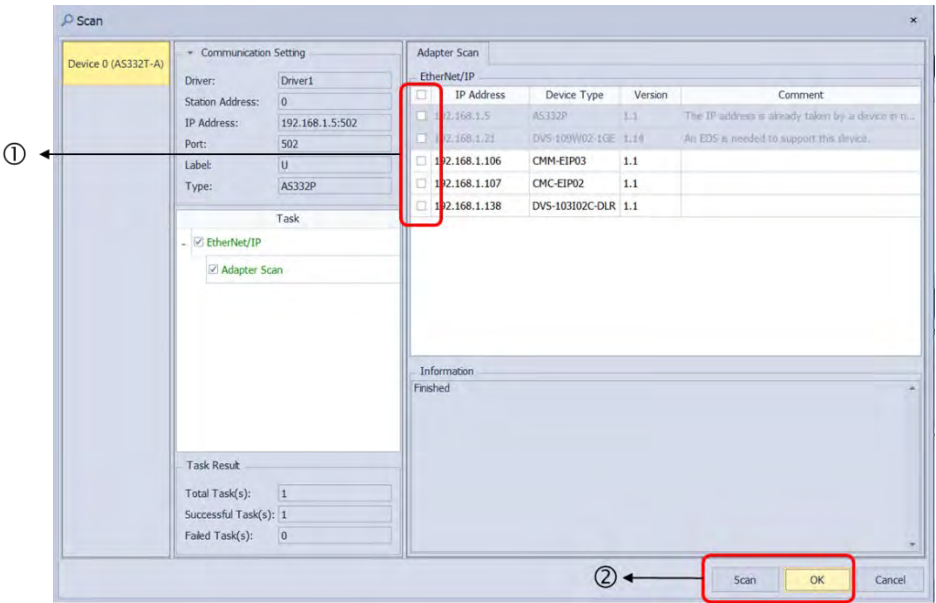 Scan
Device 0 (AS332T-A)
Communication Setting
Driver: Driver1
Station Address: 0
IP Address: 192.168.1.5:502
Port: 502
Label: U
Type: AS332P
Task
EtherNet/IP
Adapter Scan
Task Result
Total Task(s): 1
Successful Task(s): 1
Failed Task(s): 0
Adapter Scan
EtherNet/IP
IP Address Device Type Version Comment
192.168.1.5 AS332P 1.1 The IP address is already taken by a device in n...
192.168.1.21 DVS-109W02-1GE 1.14 An EDS is needed to support this device.
192.168.1.106 CMM-EIP03 1.1
192.168.1.107 CMC-EIP02 1.1
192.168.1.138 DVS-103I02C-DLR 1.1
Information
Finished
①
②
Scan OK Cancel